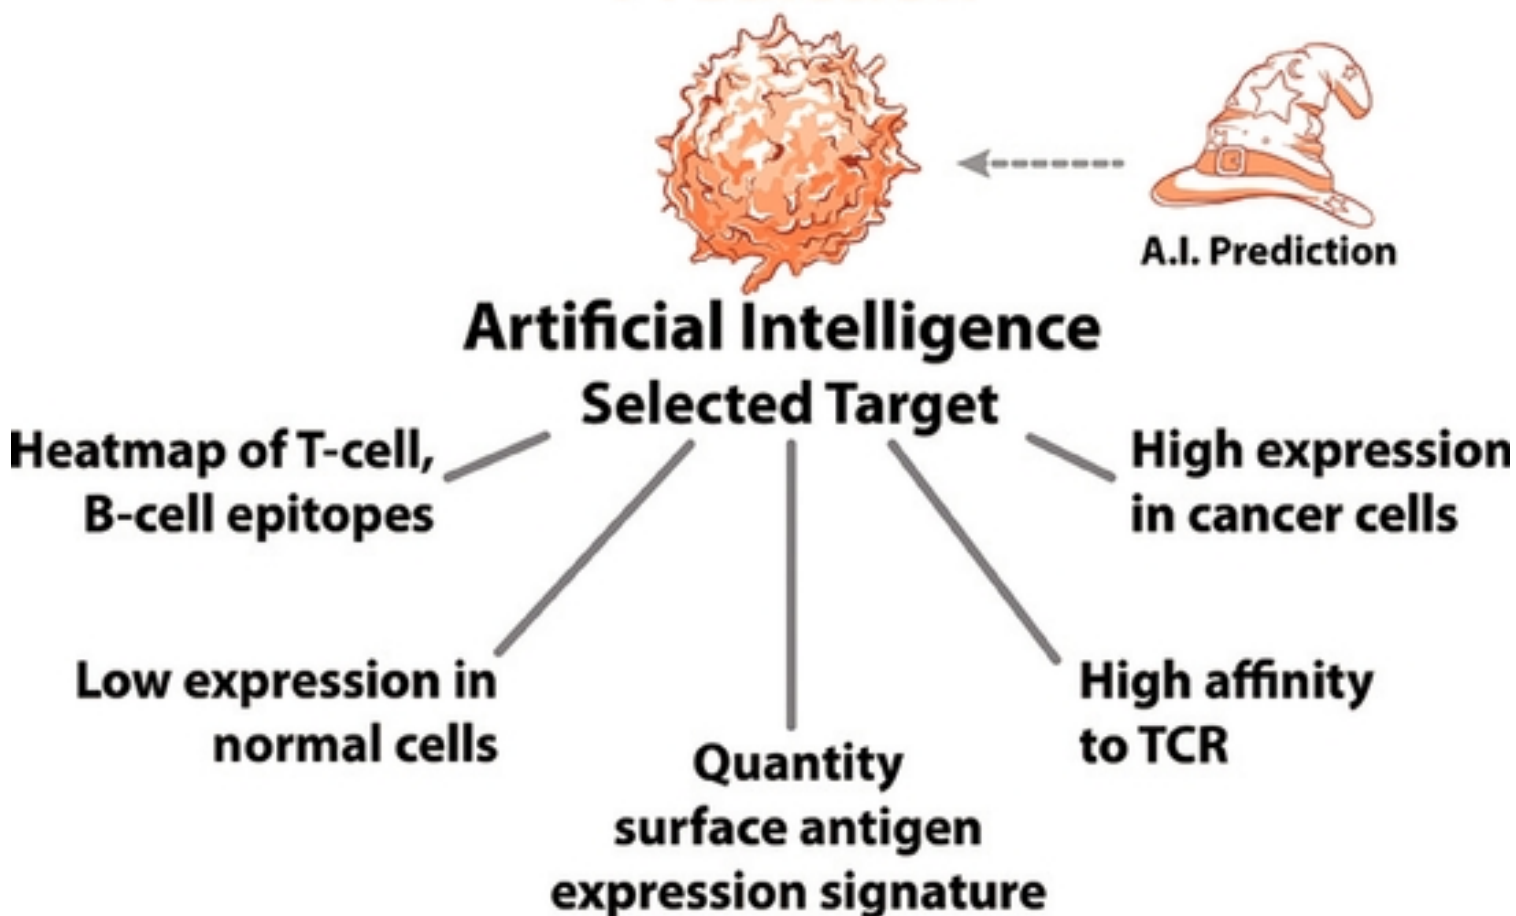 A.I. Prediction
Artificial Intelligence
Selected Target
Heatmap of T-cell,
B-cell epitopes
High expression
in cancer cells
Low expression in
normal cells
High affinity
to TCR
Quantity
surface antigen
expression signature